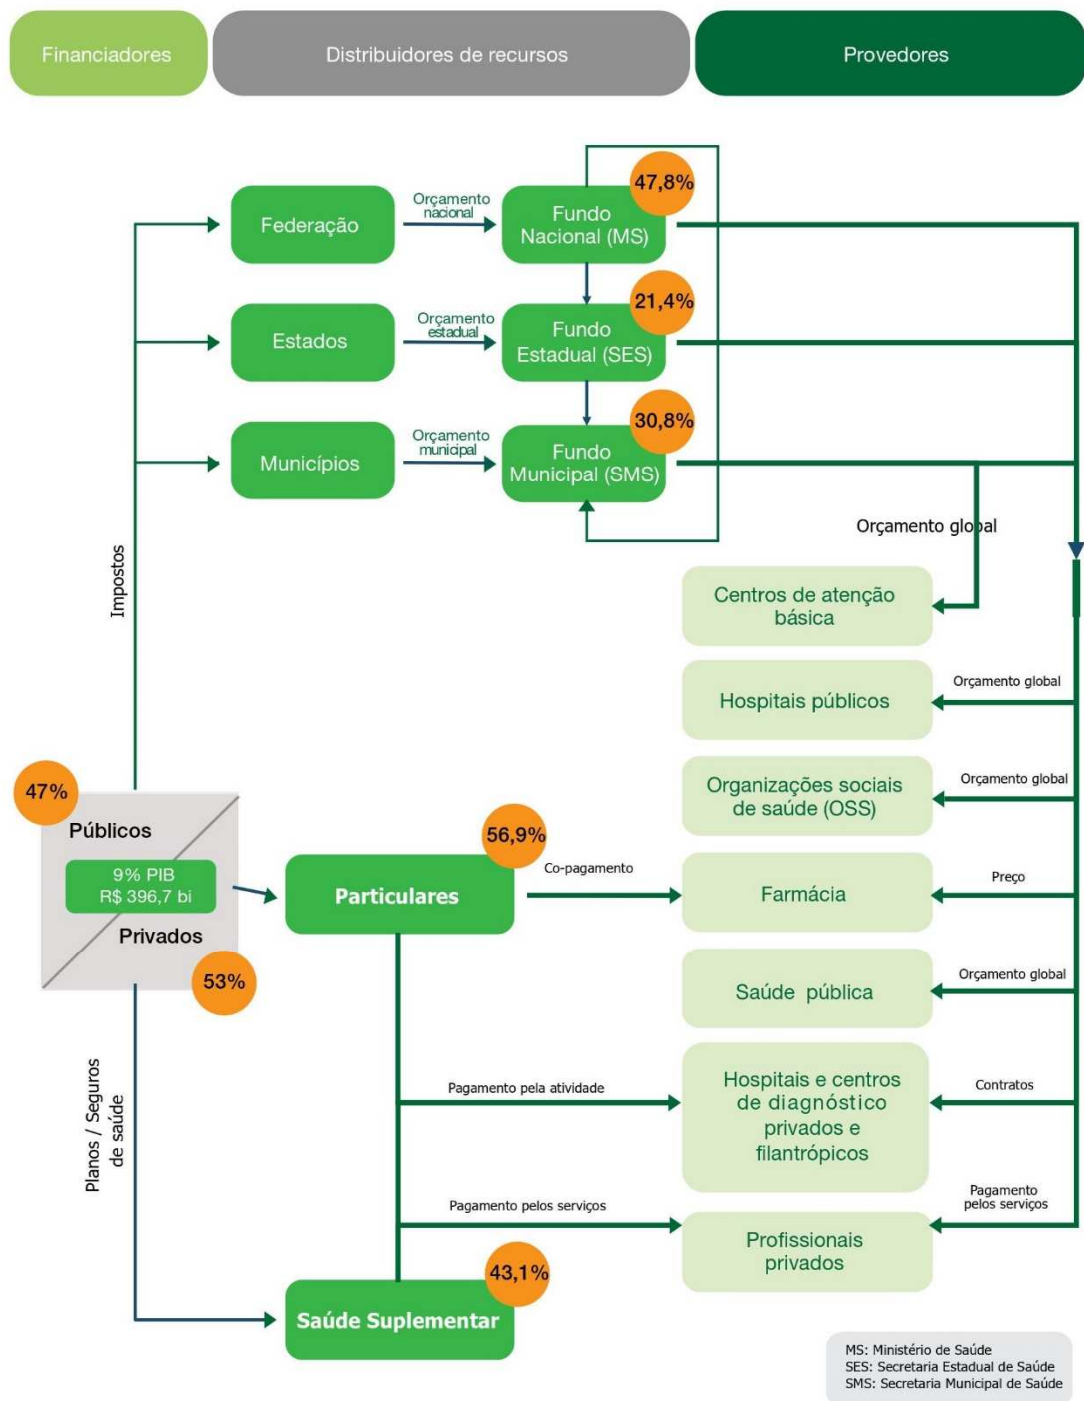 Financiadores
Distribuidores de recursos
Provedores
47,8%
Federação
Orçamento
nacional
Fundo
Nacional (MS)
21,4%
Estados
Orçamento
estadual
Fundo
Estadual (SES)
30,8%
Municípios
Orçamento
municipal
Fundo
Municipal (SMS)
Impostos
Orçamento global
Centros de atenção
básica
Hospitais públicos
Orçamento global
47%
Públicos
9% PIB
R$ 396,7 bi
Privados
53%
Organizações sociais
de saúde (OSS)
Orçamento global
56,9%
Particulares
Co-pagamento
Farmácia
Preço
Saúde pública
Orçamento global
Planos / Seguros
de saúde
Pagamento pela atividade
Hospitais e centros
de diagnóstico
privados e
filantrópicos
Contratos
Pagamento pelos serviços
Profissionais
privados
Pagamento
pelos serviços
43,1%
Saúde Suplementar
MS: Ministério de Saúde
SES: Secretaria Estadual de Saúde
SMS: Secretaria Municipal de Saúde